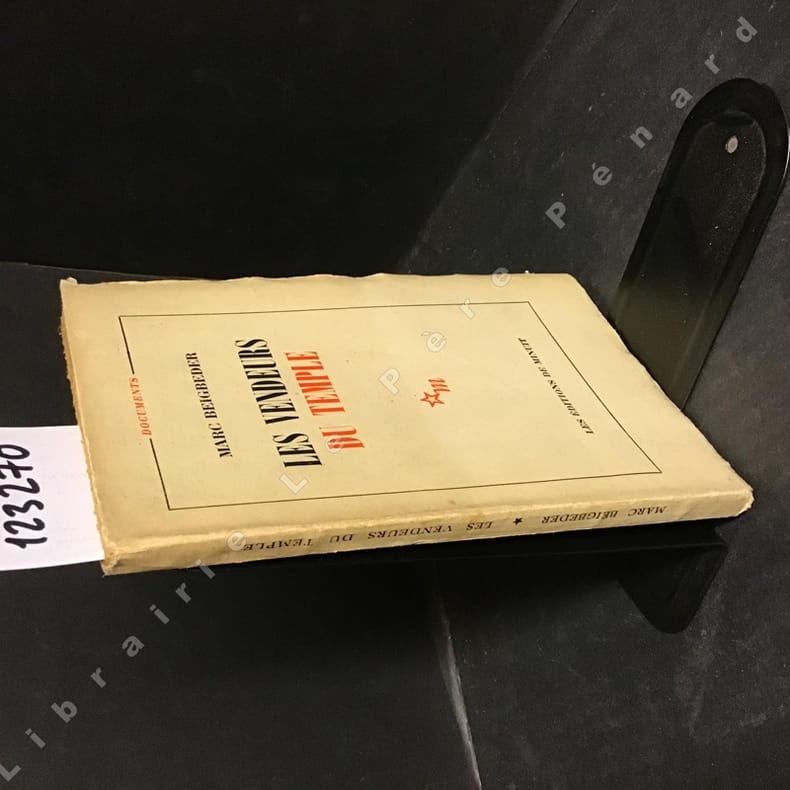 DOCUMENTS
MARC BEIGBEDER
LES VENDEURS
DU TEMPLE
m
LES ÉDITIONS DE MINUIT
MARC BEIGBEDER ★ LES VENDEURS DU TEMPLE
123270
Librairie Le Père Pénard